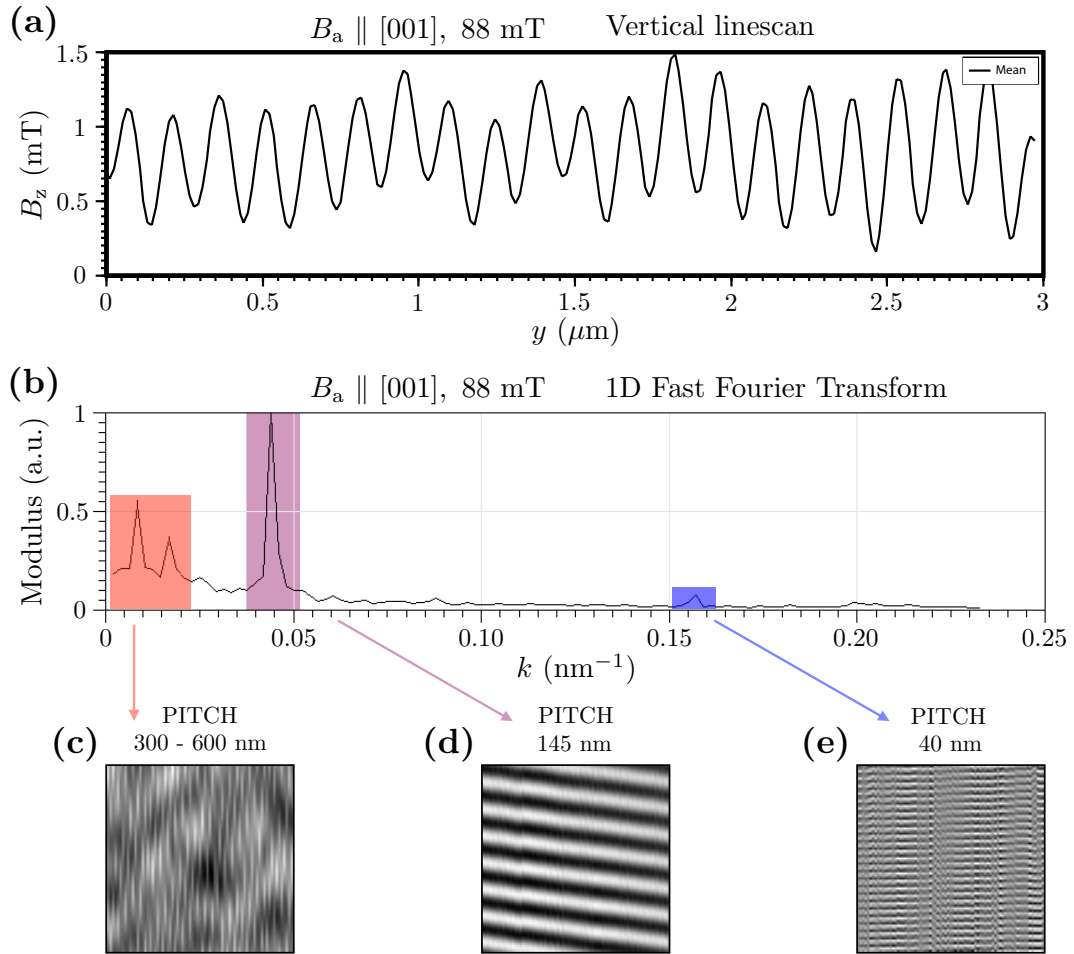 (a)
Bₐ ∥ [001], 88 mT Vertical linescan
1.5
1
0.5
0
B_z (mT)
Mean
0 0.5 1 1.5 2 2.5 3
y (μm)
(b)
Bₐ ∥ [001], 88 mT 1D Fast Fourier Transform
1
0.5
0
Modulus (a.u.)
0 0.05 0.10 0.15 0.20 0.25
k (nm⁻¹)
(c)
PITCH
300 - 600 nm
(d)
PITCH
145 nm
(e)
PITCH
40 nm